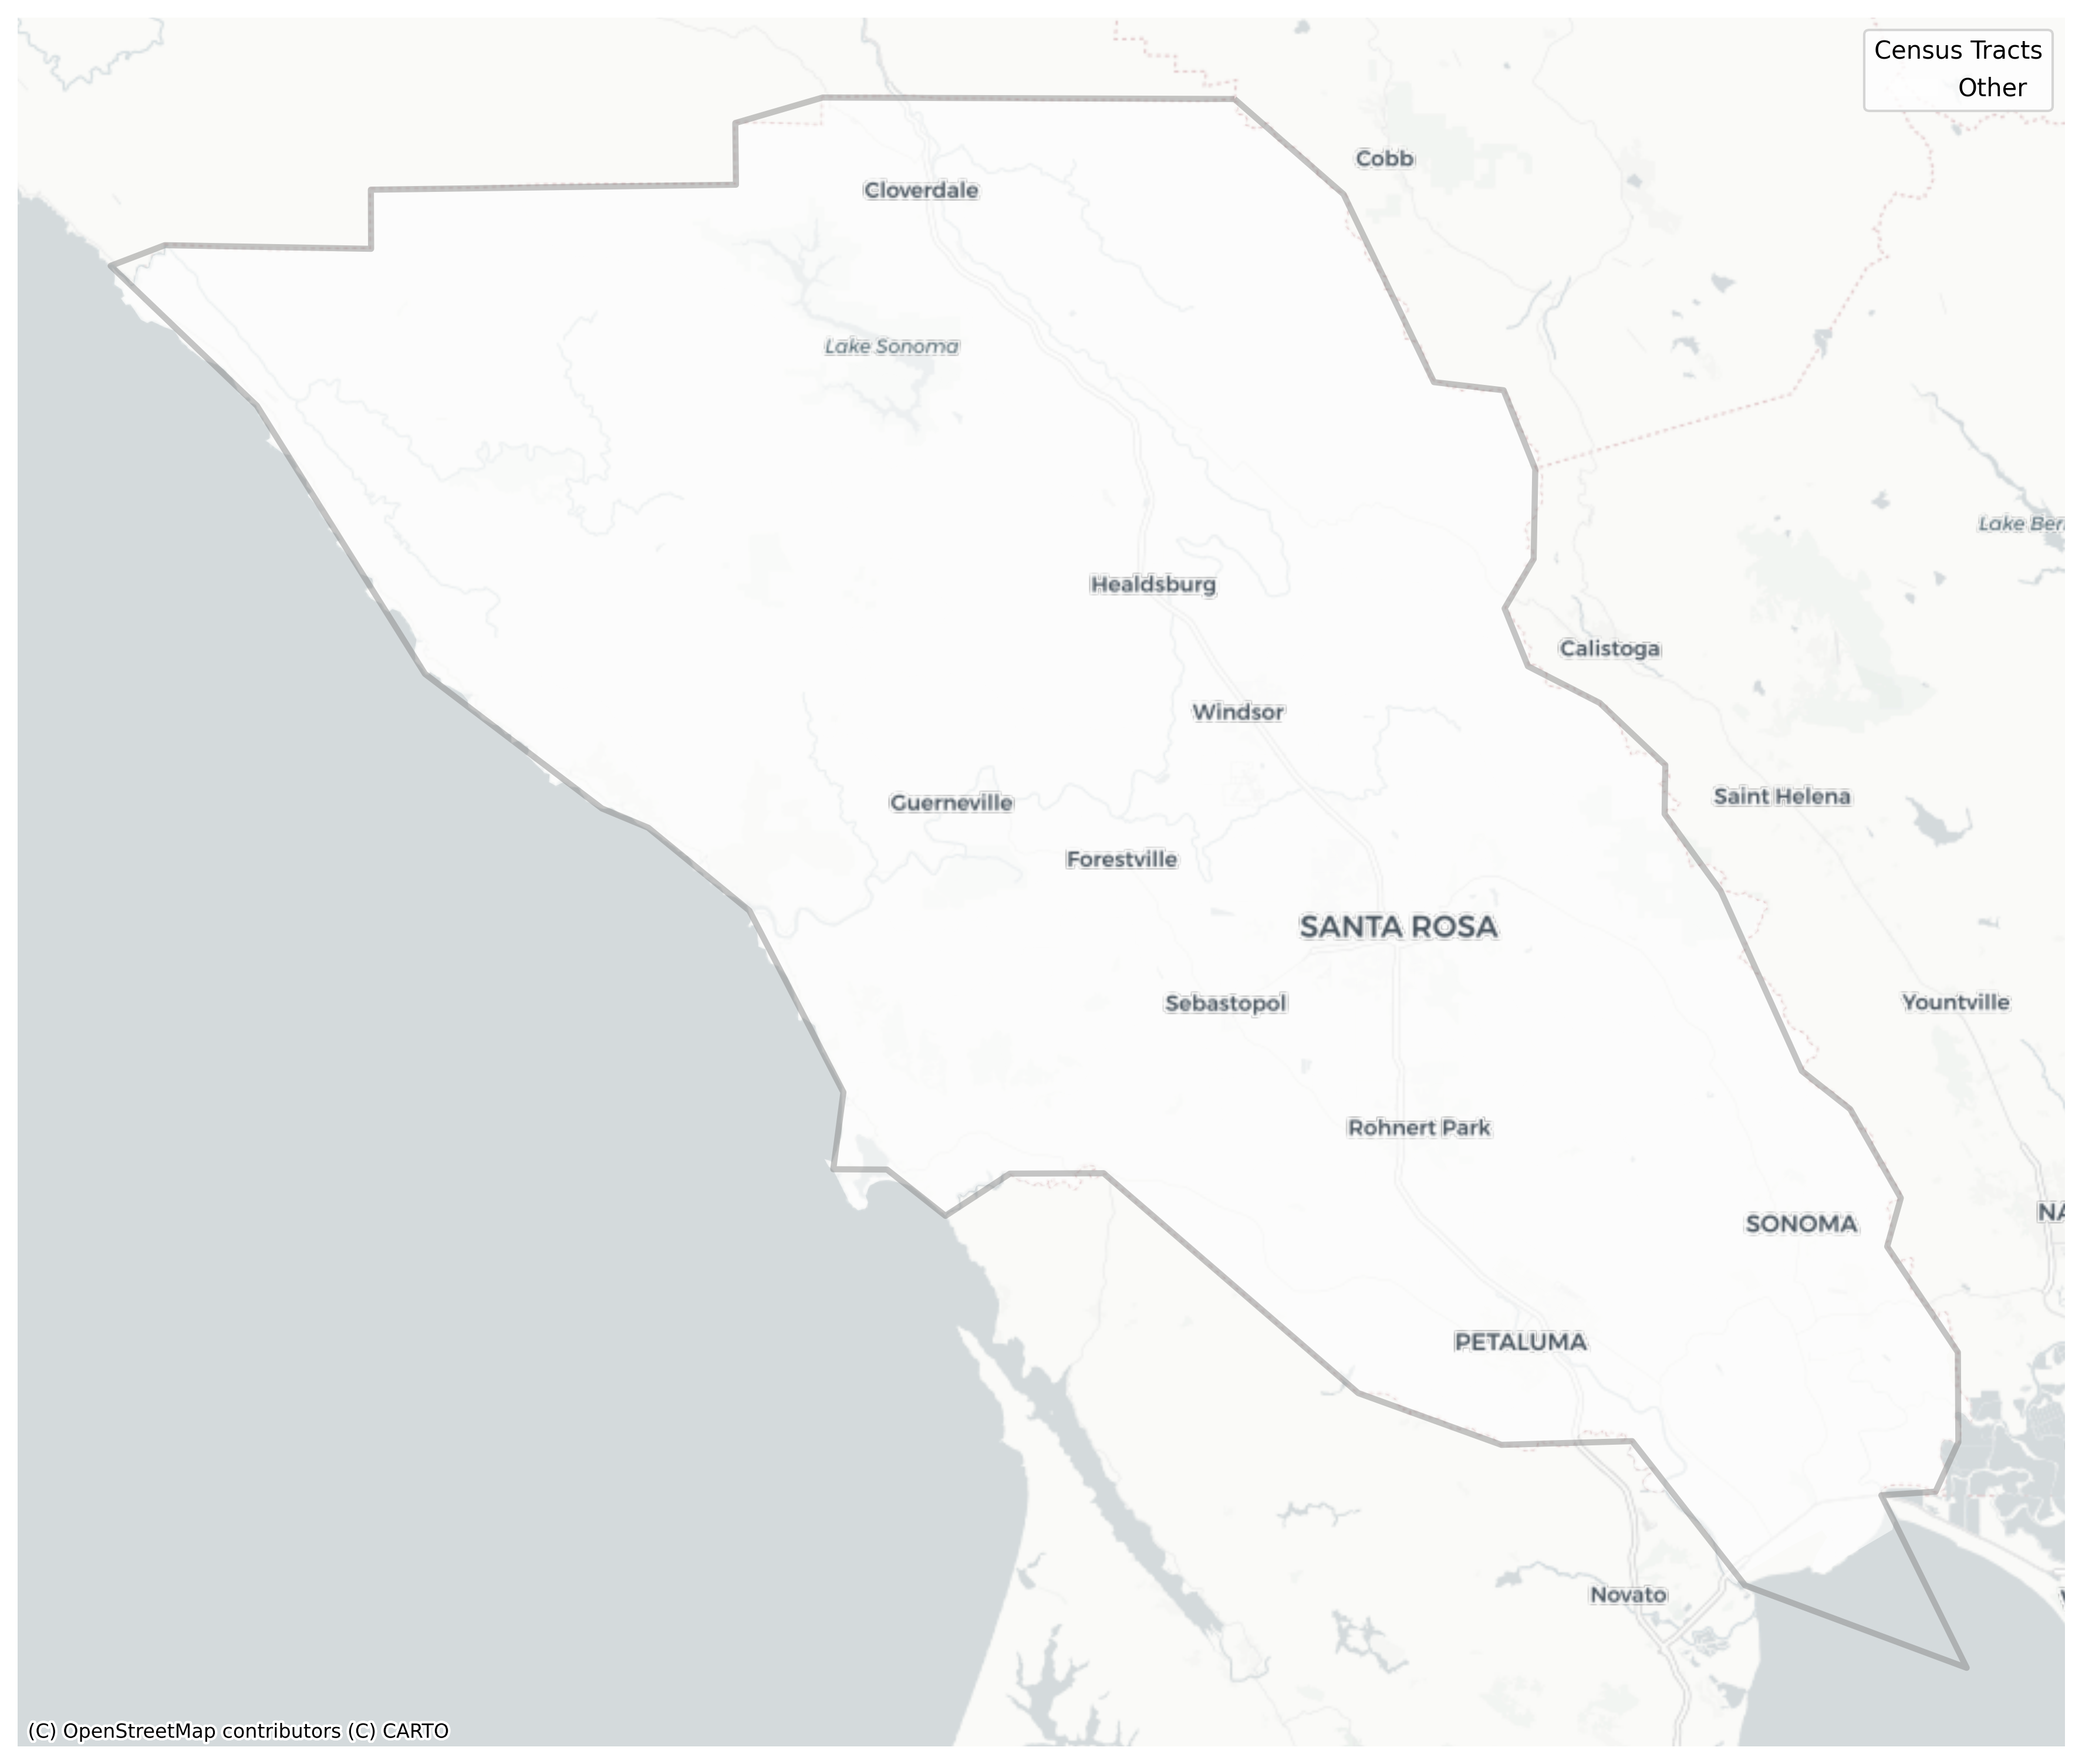 Census Tracts
Other
Cobb
Cloverdale
Lake Sonoma
Lake Ber
Healdsburg
Calistoga
Windsor
Saint Helena
Guerneville
Forestville
SANTA ROSA
Sebastopol
Yountville
Rohnert Park
NA
SONOMA
PETALUMA
Novato
(C) OpenStreetMap contributors (C) CARTO